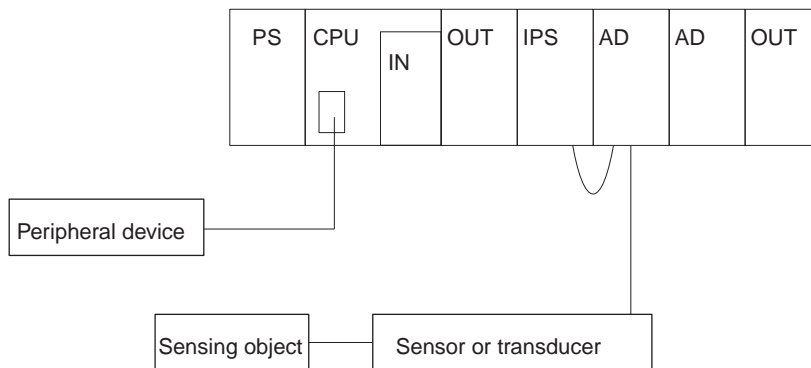 PS CPU IN OUT IPS AD AD OUT
Peripheral device
Sensing object Sensor or transducer